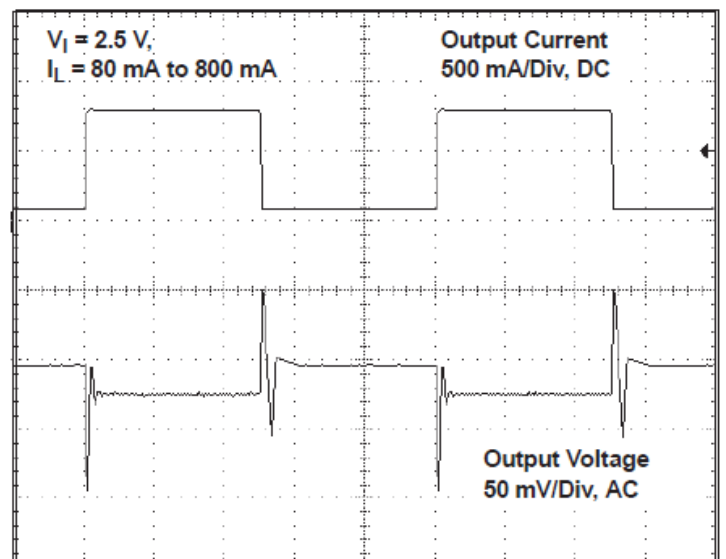 V_I = 2.5 V,
I_L = 80 mA to 800 mA
Output Current
500 mA/Div, DC
Output Voltage
50 mV/Div, AC